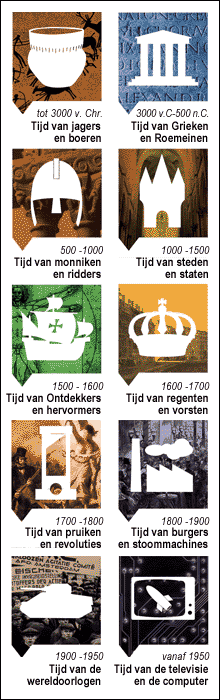 tot 3000 v. Chr.
Tijd van jagers
en boeren
3000 v.C-500 n.C.
Tijd van Grieken
en Roemeinen
500 -1000
Tijd van monniken
en ridders
1000 -1500
Tijd van steden
en staten
1500 - 1600
Tijd van Ontdekkers
en hervormers
1600 -1700
Tijd van regenten
en vorsten
1700 -1800
Tijd van pruiken
en revoluties
1800 -1900
Tijd van burgers
en stoommachines
1900 -1950
Tijd van de
wereldoorlogen
vanaf 1950
Tijd van de televisie
en de computer